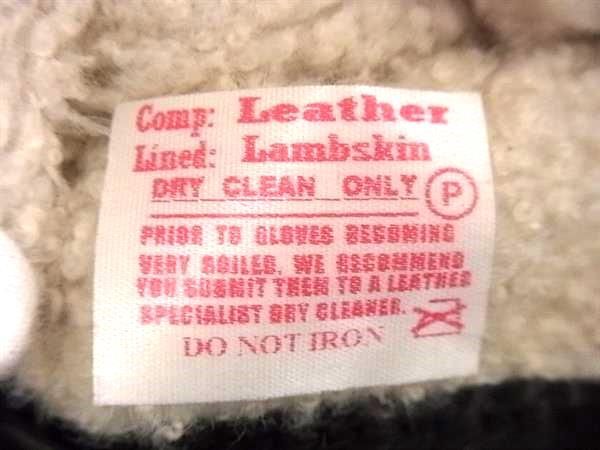 Comp: Leather
Lined: Lambskin
DRY CLEAN ONLY P
PRIOR TO GLOVES BECOMING
VERY SOILED, WE RECOMMEND
YOU SUBMIT THEM TO A LEATHER
SPECIALIST DRY CLEANER.
DO NOT IRON